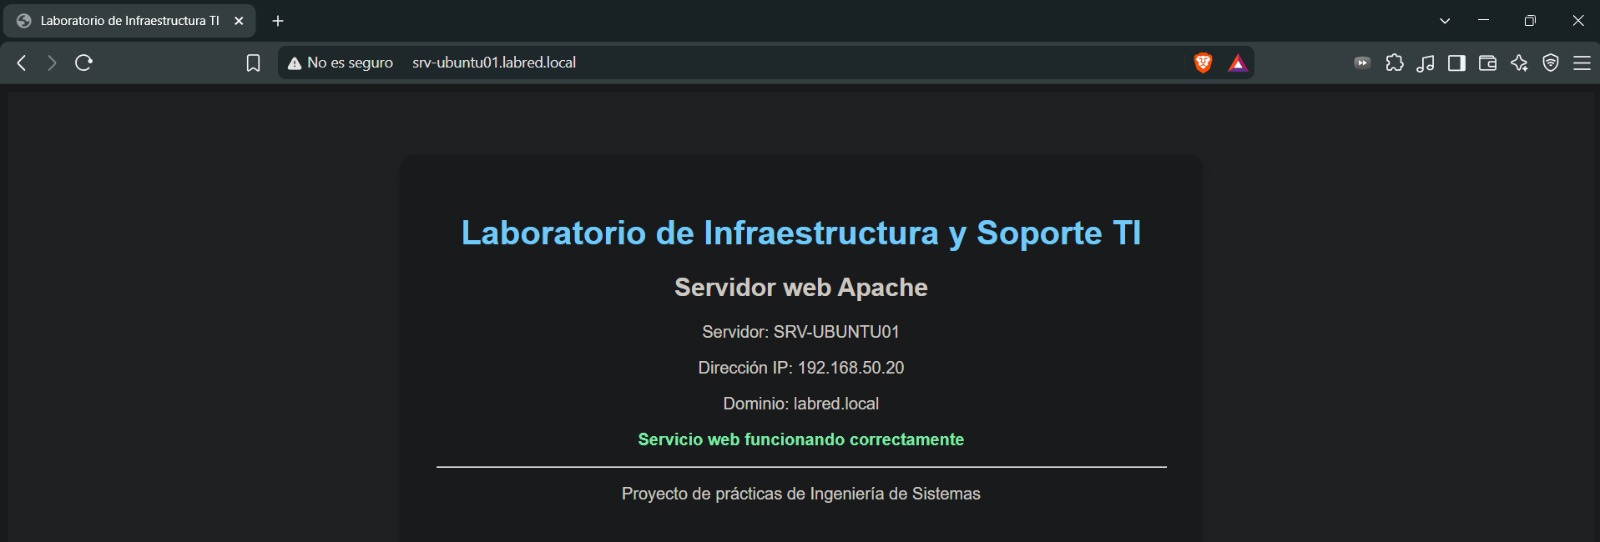 Laboratorio de Infraestructura TI
No es seguro srv-ubuntu01.labred.local
Laboratorio de Infraestructura y Soporte TI
Servidor web Apache
Servidor: SRV-UBUNTU01
Dirección IP: 192.168.50.20
Dominio: labred.local
Servicio web funcionando correctamente
Proyecto de prácticas de Ingeniería de Sistemas